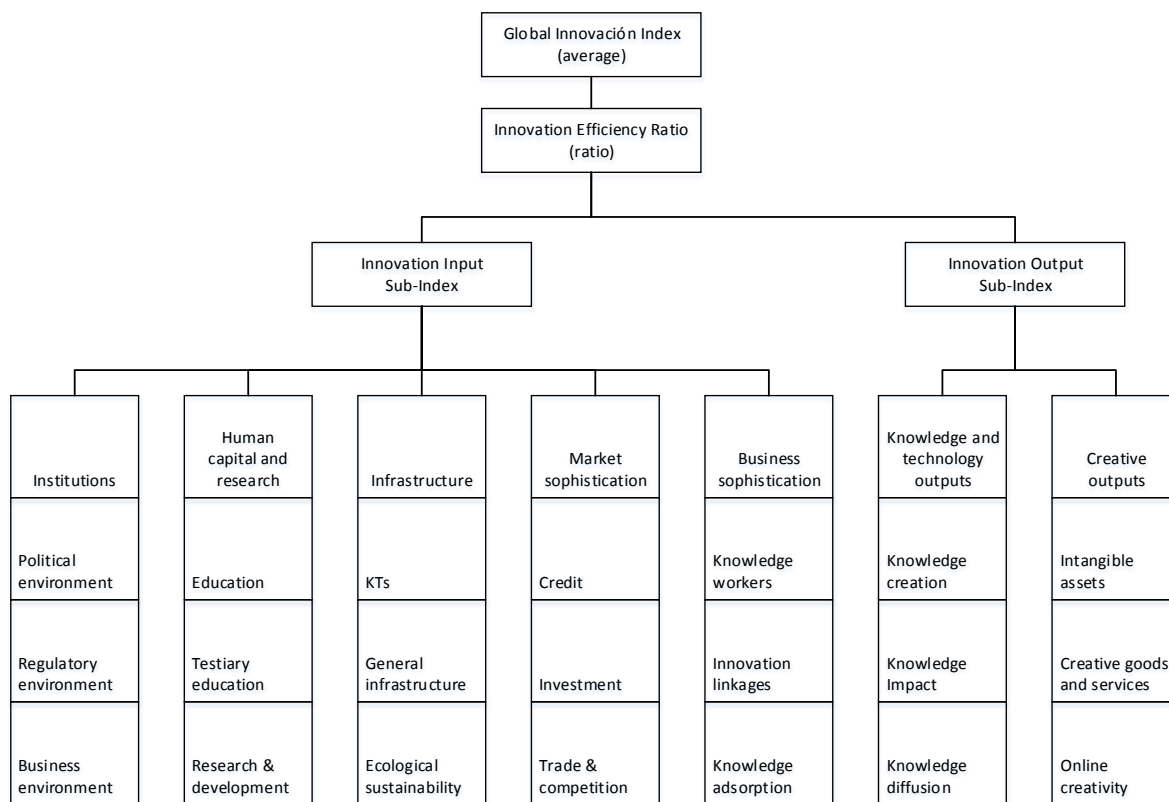 Global Innovación Index
(average)
Innovation Efficiency Ratio
(ratio)
Innovation Input
Sub-Index
Innovation Output
Sub-Index
Institutions
Human
capital and
research
Infrastructure
Market
sophistication
Business
sophistication
Knowledge and
technology
outputs
Creative
outputs
Political
environment
Education
KTs
Credit
Knowledge
workers
Knowledge
creation
Intangible
assets
Regulatory
environment
Testiary
education
General
infrastructure
Investment
Innovation
linkages
Knowledge
Impact
Creative goods
and services
Business
environment
Research &
development
Ecological
sustainability
Trade &
competition
Knowledge
adsorption
Knowledge
diffusion
Online
creativity